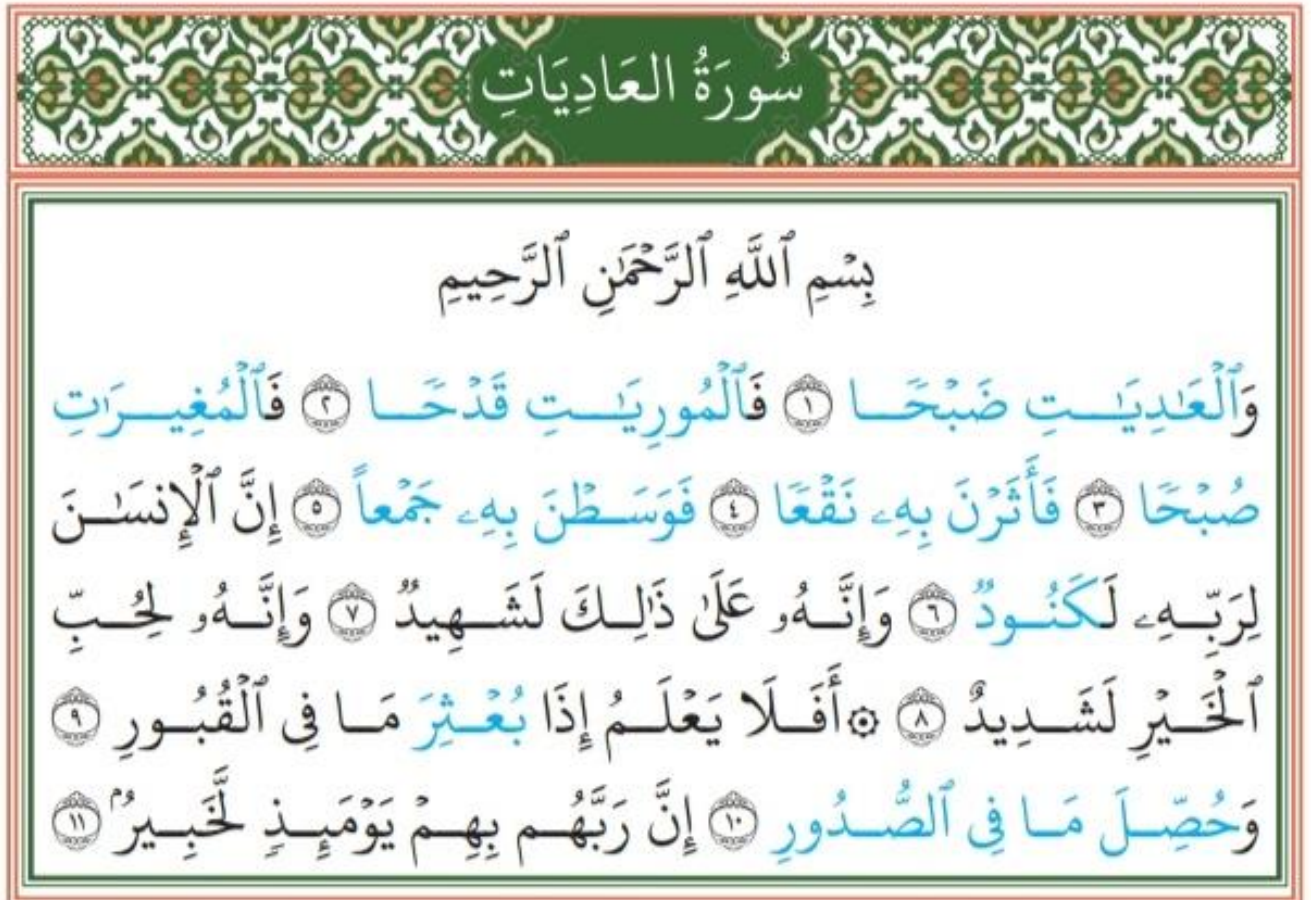 سُورَةُ العَادِيَاتِ
بِسۡمِ ٱللَّهِ ٱلرَّحۡمَٰنِ ٱلرَّحِيمِ
وَٱلۡعَٰدِيَٰتِ ضَبۡحٗا ١ فَٱلۡمُورِيَٰتِ قَدۡحٗا ٢ فَٱلۡمُغِيرَٰتِ
صُبۡحٗا ٣ فَأَثَرۡنَ بِهِۦ نَقۡعٗا ٤ فَوَسَطۡنَ بِهِۦ جَمۡعًا ٥ إِنَّ ٱلۡإِنسَٰنَ
لِرَبِّهِۦ لَكَنُودٞ ٦ وَإِنَّهُۥ عَلَىٰ ذَٰلِكَ لَشَهِيدٞ ٧ وَإِنَّهُۥ لِحُبِّ
ٱلۡخَيۡرِ لَشَدِيدٌ ٨ ۞ أَفَلَا يَعۡلَمُ إِذَا بُعۡثِرَ مَا فِي ٱلۡقُبُورِ ٩
وَحُصِّلَ مَا فِي ٱلصُّدُورِ ١٠ إِنَّ رَبَّهُم بِهِمۡ يَوۡمَئِذٖ لَّخَبِيرُۢ ١١